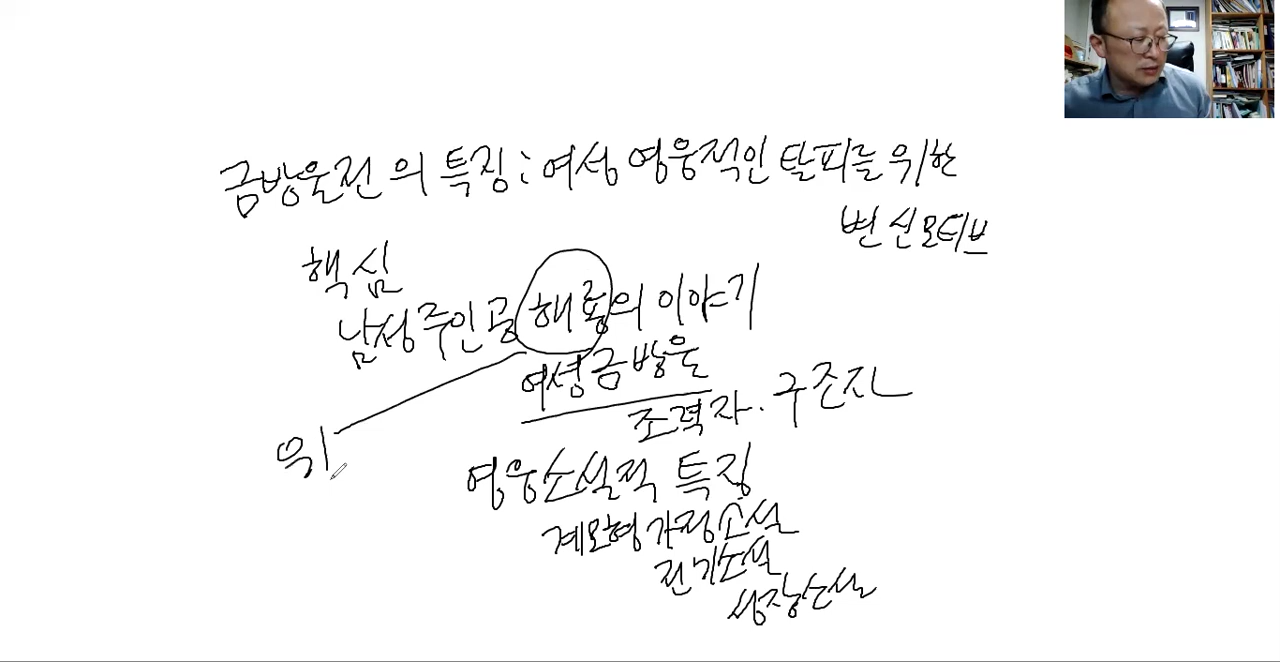 금방울전의 특징: 여성 영웅적인 탈피를 위한
변신모티브
핵심
남성주인공 해룡의 이야기
여성금방울
조력자. 구존자
위
영웅소설적 특징
계모형 가정소설
전기소설
성장소설